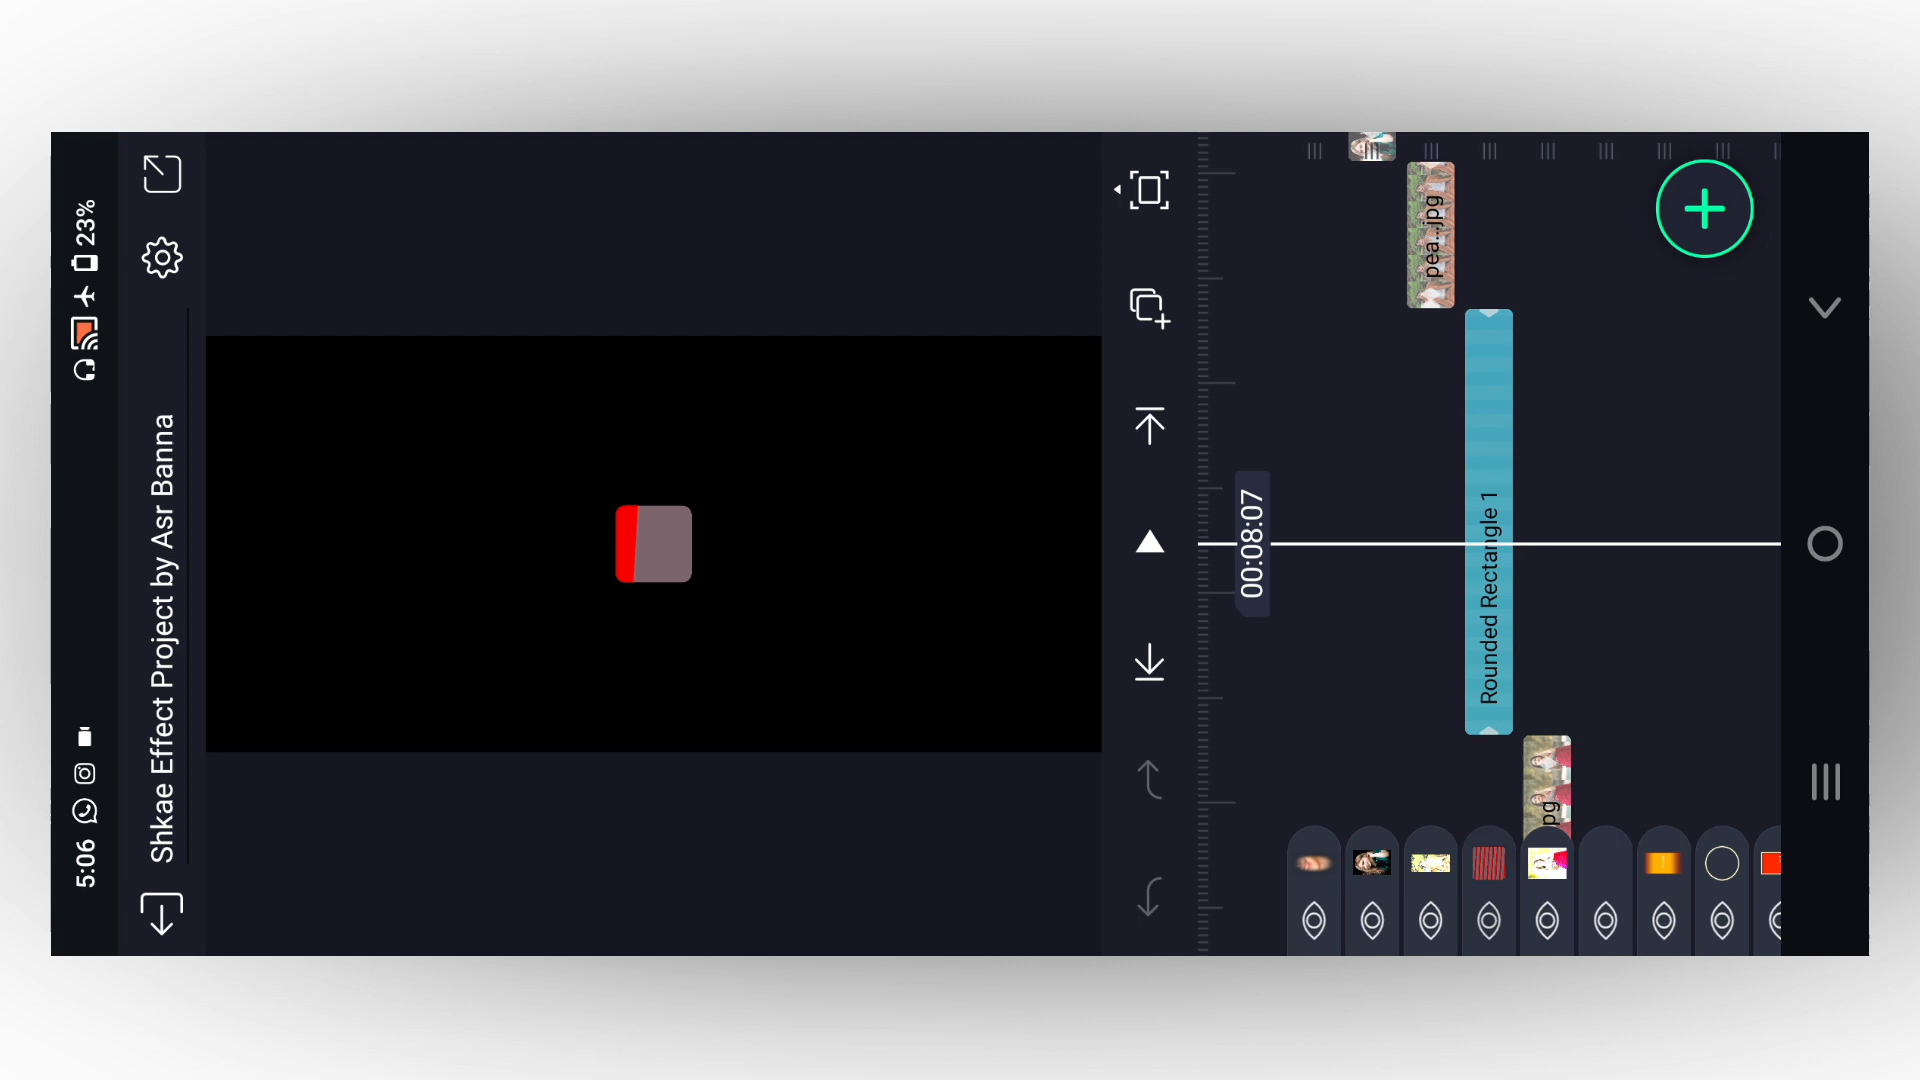 5:06
23%
Shkae Effect Project by Asr Banna
00:08:07
pea...jpg
Rounded Rectangle 1
pg